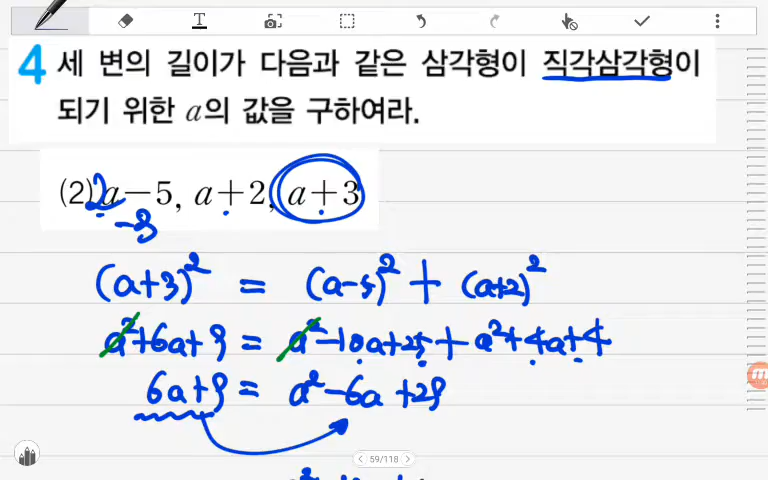 4 세 변의 길이가 다음과 같은 삼각형이 직각삼각형이
되기 위한 a의 값을 구하여라.
(2) a-5, a+2, a+3
2
-3
(a+3)² = (a-5)² + (a+2)²
a²+6a+9 = a²-10a+25+a²+4a+4
6a+9 = a²-6a+29
59/118